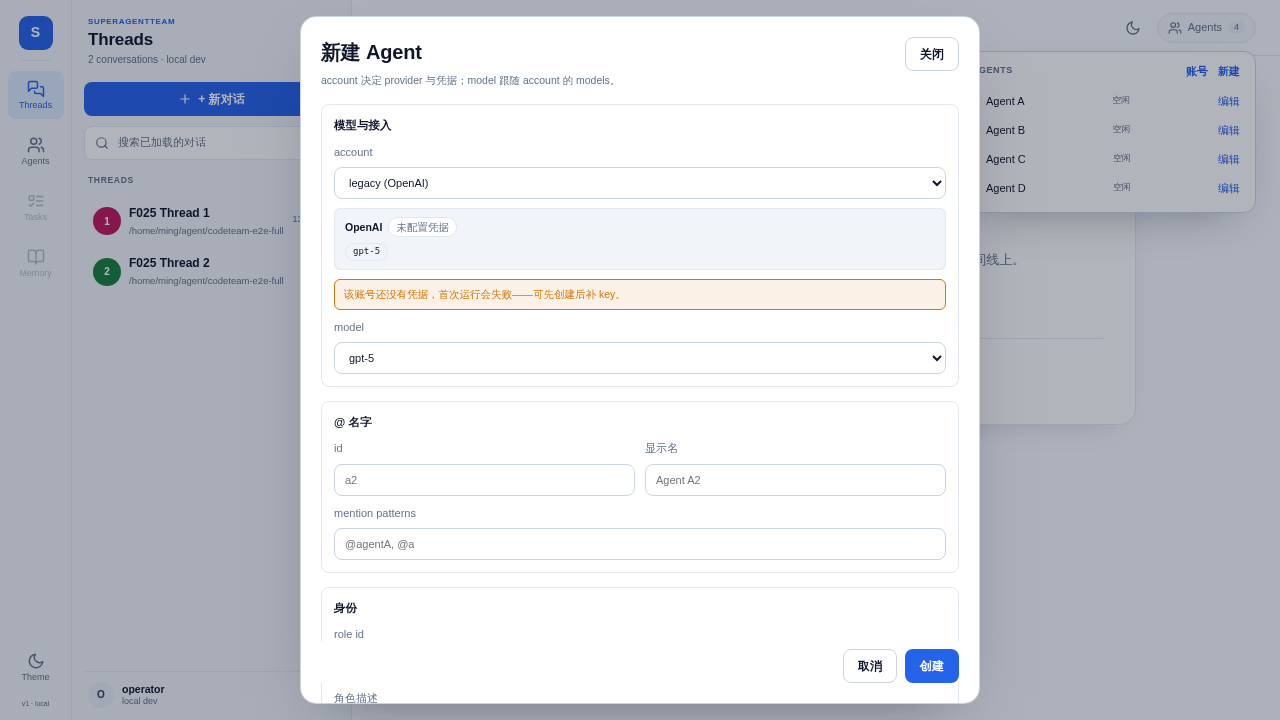 S
Threads
Agents
Tasks
Memory
Theme
v1 · local
SUPERAGENTTEAM
Threads
2 conversations · local dev
+ 新对话
搜索已加载的对话
THREADS
1
F025 Thread 1
/home/ming/agent/codeteam-e2e-full
2
F025 Thread 2
/home/ming/agent/codeteam-e2e-full
O
operator
local dev
新建 Agent
关闭
account 决定 provider 与凭据；model 跟随 account 的 models。
模型与接入
account
legacy (OpenAI)
OpenAI 未配置凭据
gpt-5
该账号还没有凭据，首次运行会失败——可先创建后补 key。
model
gpt-5
@ 名字
id 显示名
a2 Agent A2
mention patterns
@agentA, @a
身份
role id
取消 创建
角色描述
Agents 4
GENTS 账号 新建
Agent A 空闲 编辑
Agent B 空闲 编辑
Agent C 空闲 编辑
Agent D 空闲 编辑
线上。